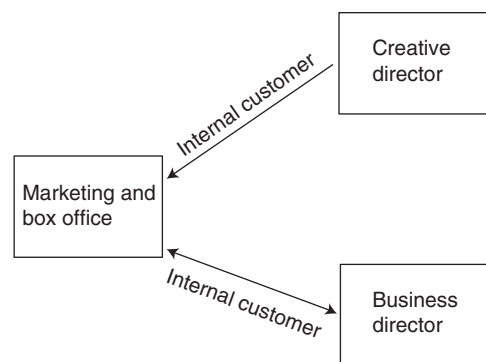 Creative
director
Internal customer
Marketing and
box office
Internal customer
Business
director